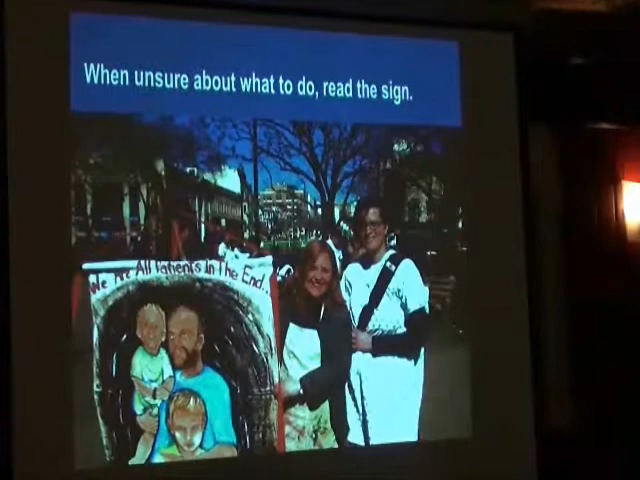 When unsure about what to do, read the sign.
We Are All Patients In The End...